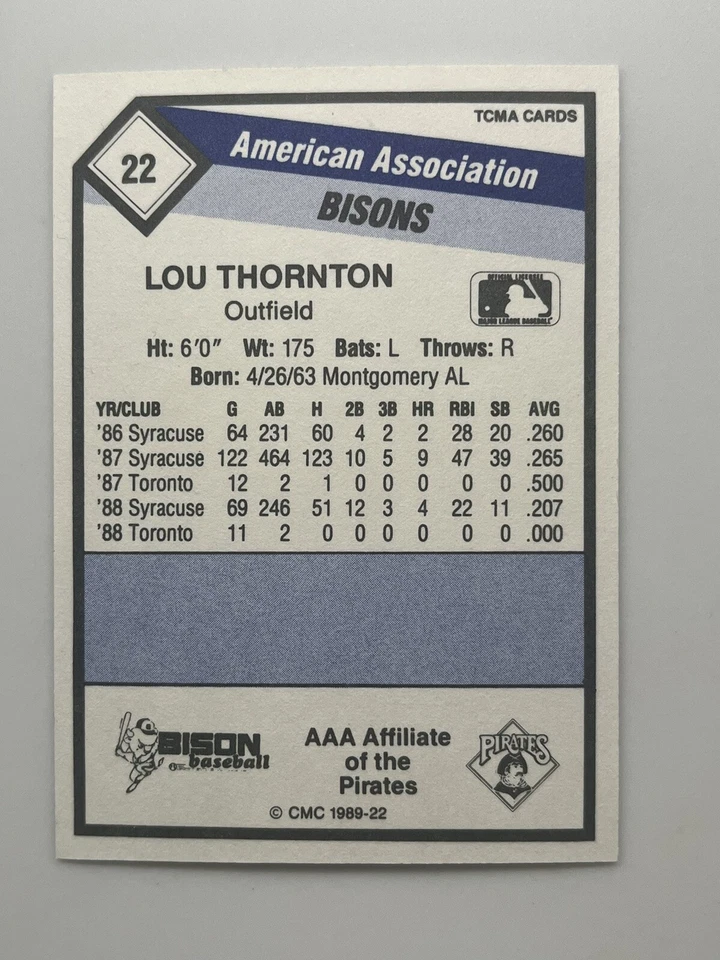 TCMA CARDS
22
American Association
BISONS
LOU THORNTON
Outfield
OFFICIAL LICENSEE
MAJOR LEAGUE BASEBALL
Ht: 6'0" Wt: 175 Bats: L Throws: R
Born: 4/26/63 Montgomery AL
YR/CLUB G AB H 2B 3B HR RBI SB AVG
'86 Syracuse 64 231 60 4 2 2 28 20 .260
'87 Syracuse 122 464 123 10 5 9 47 39 .265
'87 Toronto 12 2 1 0 0 0 0 0 .500
'88 Syracuse 69 246 51 12 3 4 22 11 .207
'88 Toronto 11 2 0 0 0 0 0 0 .000
BISON
baseball
AAA Affiliate
of the
Pirates
PIRATES
© CMC 1989-22